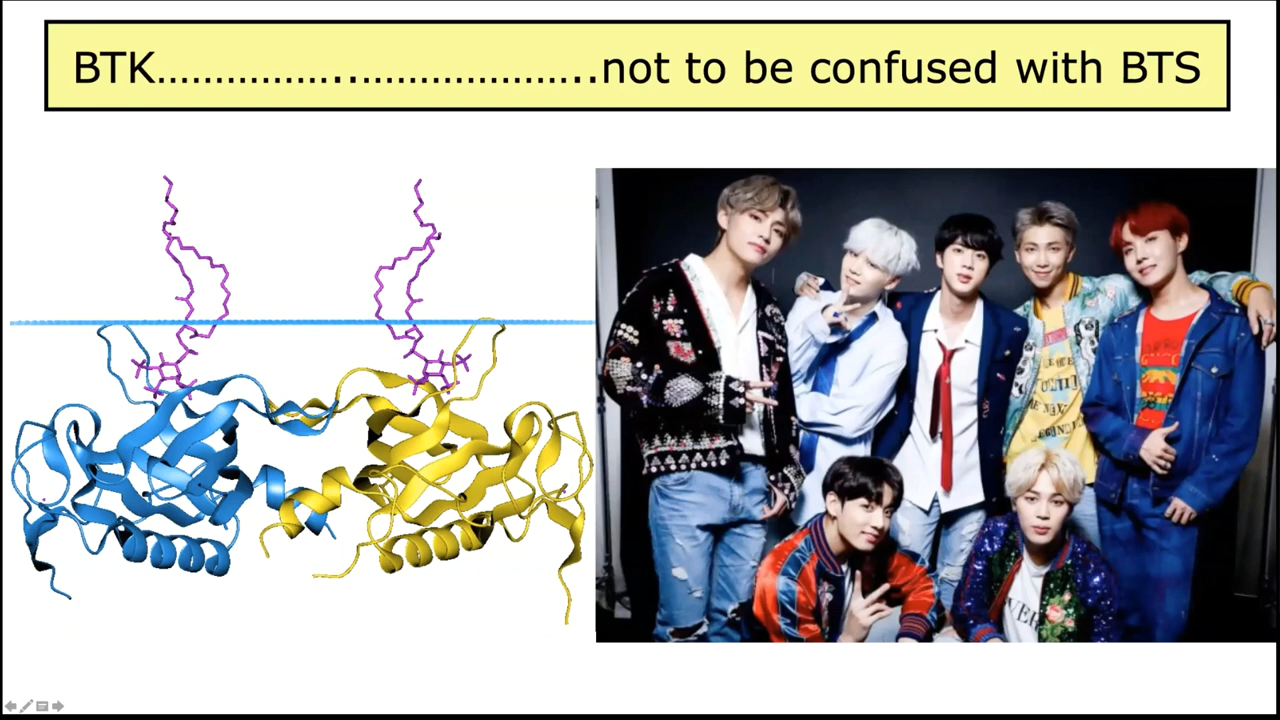 BTK……………..………………..not to be confused with BTS